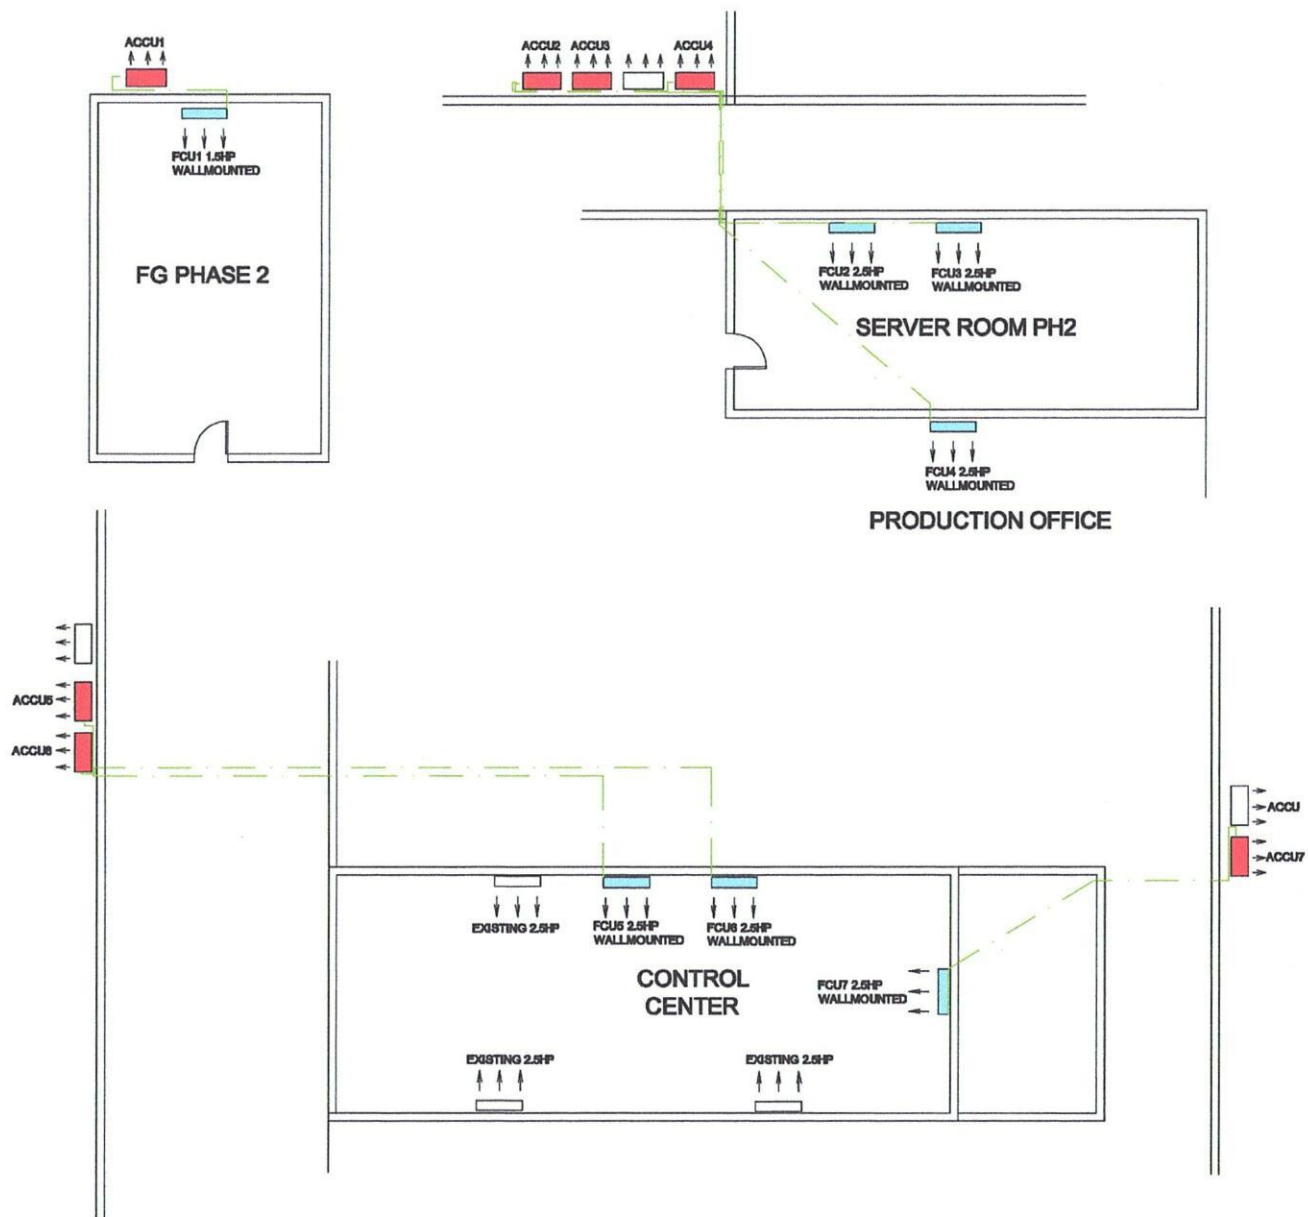 ACCU1
FCU1 1.5HP
WALLMOUNTED
FG PHASE 2
ACCU2
ACCU3
ACCU4
FCU2 2.5HP
WALLMOUNTED
FCU3 2.5HP
WALLMOUNTED
SERVER ROOM PH2
FCU4 2.5HP
WALLMOUNTED
PRODUCTION OFFICE
ACCU5
ACCU6
ACCU
ACCU7
EXISTING 2.5HP
FCU5 2.5HP
WALLMOUNTED
FCU6 2.5HP
WALLMOUNTED
CONTROL
CENTER
FCU7 2.5HP
WALLMOUNTED
EXISTING 2.5HP
EXISTING 2.5HP